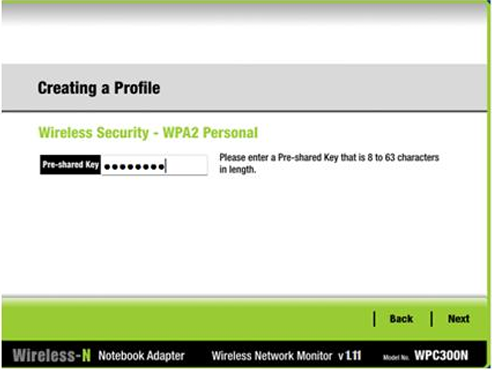 Creating a Profile
Wireless Security - WPA2 Personal
Pre-shared Key ●●●●●●●●
Please enter a Pre-shared Key that is 8 to 63 characters
in length.
Back Next
Wireless-N Notebook Adapter Wireless Network Monitor v 1.11 Model No. WPC300N